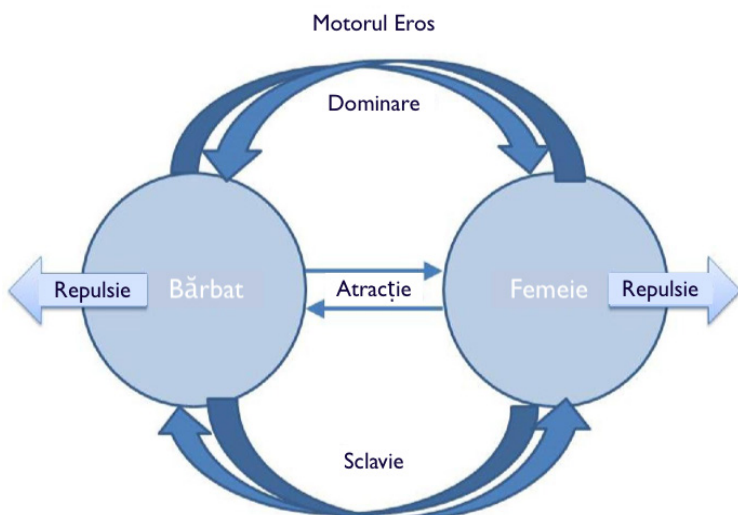 Motorul Eros
Dominare
Repulsie
Bărbat
Atracție
Femeie
Repulsie
Sclavie